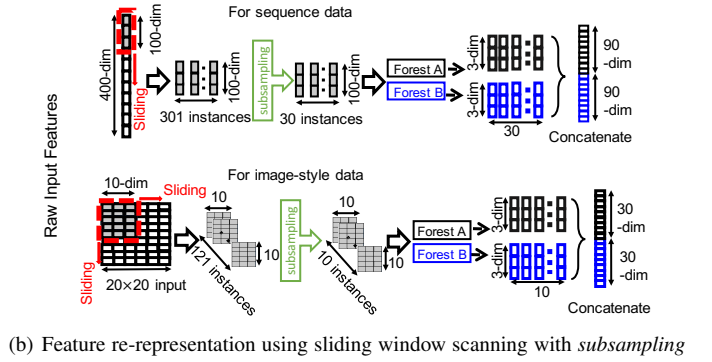 Raw Input Features
For sequence data
400-dim
100-dim
Sliding
100-dim
301 instances
subsampling
100-dim
30 instances
Forest A
Forest B
3-dim
3-dim
30
90
-dim
90
-dim
Concatenate
For image-style data
10-dim
Sliding
Sliding
20×20 input
10
10
121 instances
subsampling
10
10
10 instances
Forest A
Forest B
3-dim
3-dim
10
30
-dim
30
-dim
Concatenate
(b) Feature re-representation using sliding window scanning with subsampling